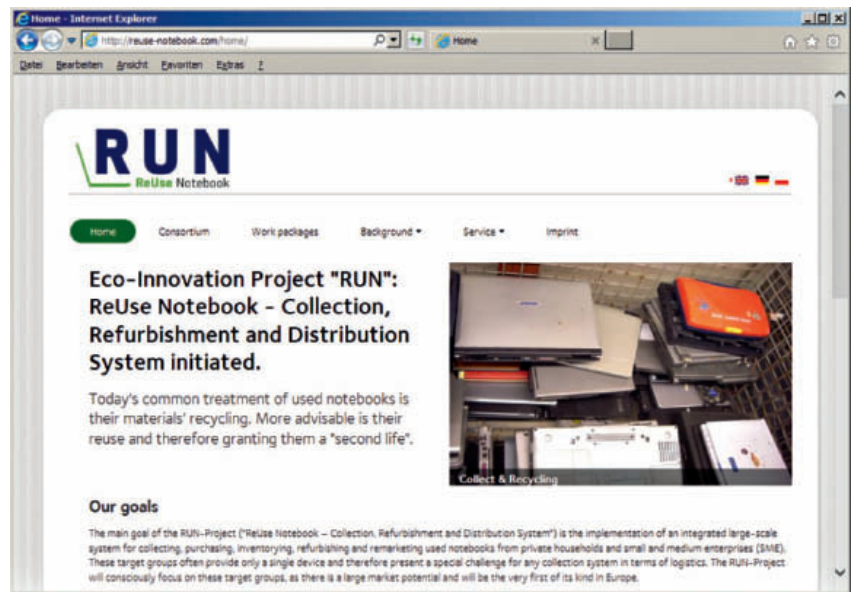 Home - Internet Explorer
http://reuse-notebook.com/home/
Home
Datei Bearbeiten Ansicht Favoriten Extras ?
RUN
ReUse Notebook
Home Consortium Work packages Background Service Imprint
Eco-Innovation Project "RUN":
ReUse Notebook - Collection,
Refurbishment and Distribution
System initiated.
Today's common treatment of used notebooks is
their materials' recycling. More advisable is their
reuse and therefore granting them a "second life".
Collect & Recycling
Our goals
The main goal of the RUN-Project ("ReUse Notebook – Collection, Refurbishment and Distribution System") is the implementation of an integrated large-scale
system for collecting, purchasing, inventorying, refurbishing and remarketing used notebooks from private households and small and medium enterprises (SME).
These target groups often provide only a single device and therefore present a special challenge for any collection system in terms of logistics. The RUN-Project
will consciously focus on these target groups, as there is a large market potential and will be the very first of its kind in Europe.